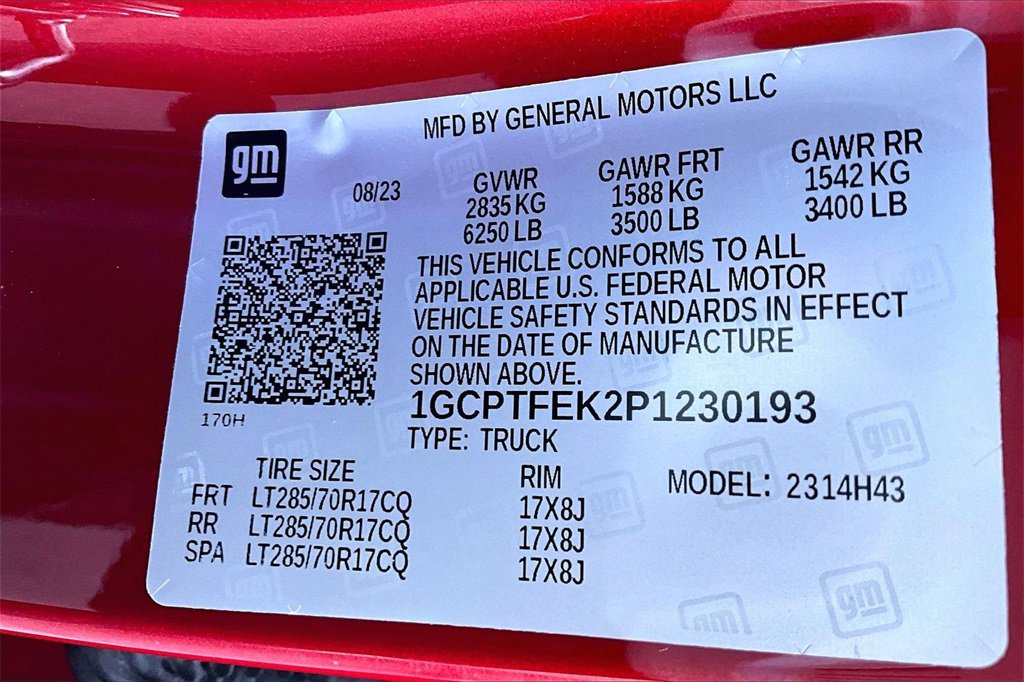 MFD BY GENERAL MOTORS LLC
gm
08/23
GVWR GAWR FRT GAWR RR
2835 KG 1588 KG 1542 KG
6250 LB 3500 LB 3400 LB
THIS VEHICLE CONFORMS TO ALL
APPLICABLE U.S. FEDERAL MOTOR
VEHICLE SAFETY STANDARDS IN EFFECT
ON THE DATE OF MANUFACTURE
SHOWN ABOVE.
170H
1GCPTFEK2P1230193
TYPE: TRUCK
TIRE SIZE RIM MODEL: 2314H43
FRT LT285/70R17CQ 17X8J
RR LT285/70R17CQ 17X8J
SPA LT285/70R17CQ 17X8J